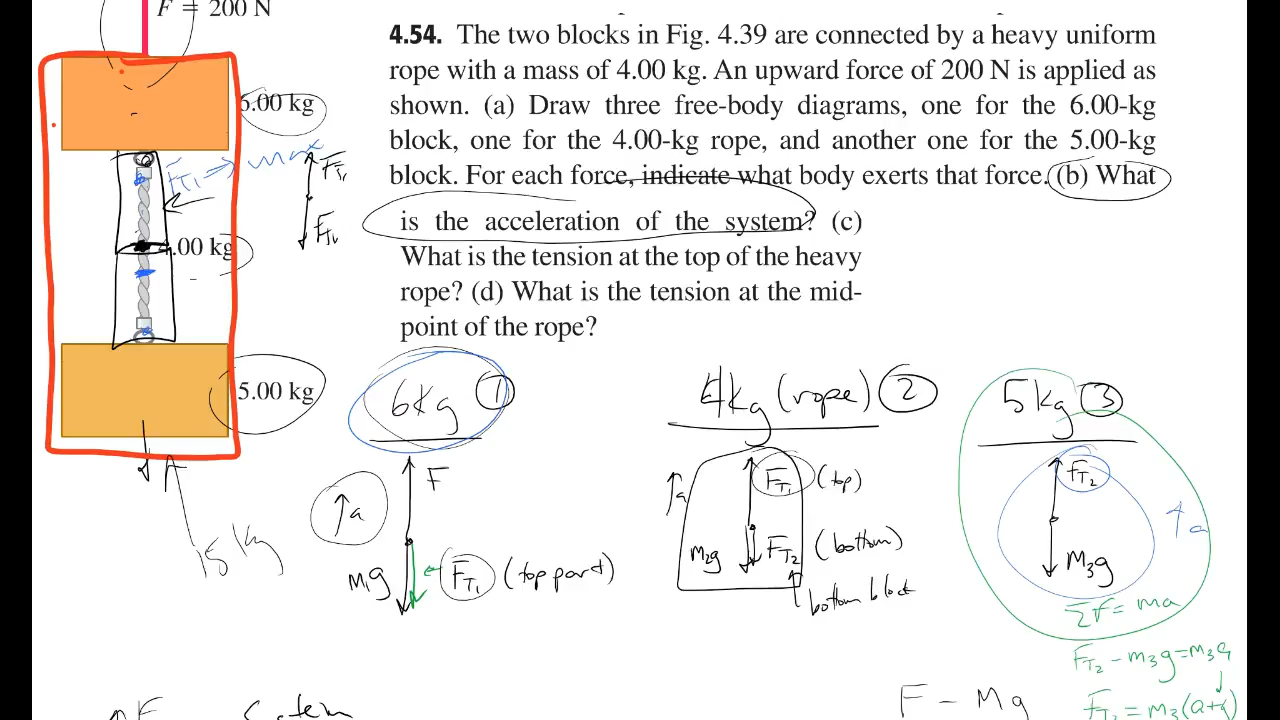 F = 200 N
6.00 kg
F_T1 => max
F_T1
F_T1
4.00 kg
5.00 kg
A
15 kg
4.54. The two blocks in Fig. 4.39 are connected by a heavy uniform
rope with a mass of 4.00 kg. An upward force of 200 N is applied as
shown. (a) Draw three free-body diagrams, one for the 6.00-kg
block, one for the 4.00-kg rope, and another one for the 5.00-kg
block. For each force, indicate what body exerts that force. (b) What
is the acceleration of the system? (c)
What is the tension at the top of the heavy
rope? (d) What is the tension at the mid-
point of the rope?
6kg ①
F
↑a
m₁g
F_T1 (top part)
4kg (rope) ②
↑a
F_T1 (top)
m₂g
F_T2 (bottom)
bottom block
5kg ③
F_T2
↑a
m₃g
ΣF = ma
F_T2 - m₃g = m₃a
F_T2 = m₃(a+g)
F - Mg
System